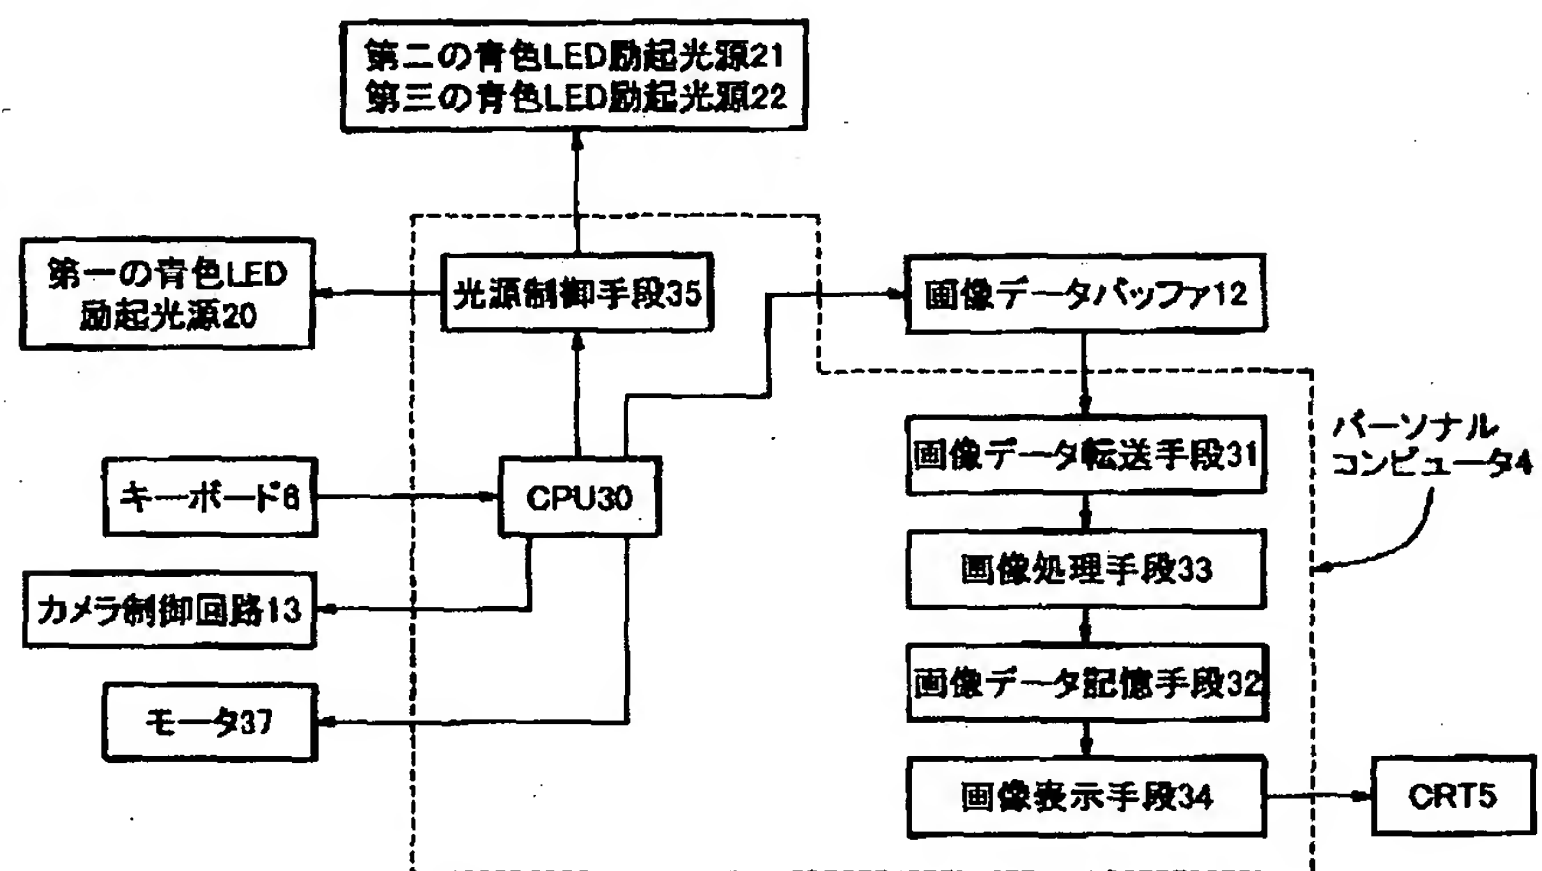 第二の青色LED励起光源21
第三の青色LED励起光源22
第一の青色LED
励起光源20
光源制御手段35
画像データバッファ12
画像データ転送手段31
パーソナル
コンピュータ4
キーボード6
CPU30
画像処理手段33
カメラ制御回路13
画像データ記憶手段32
モータ37
画像表示手段34
CRT5